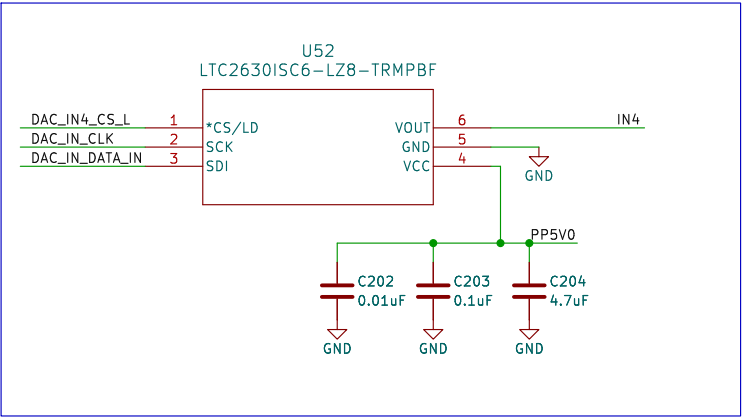 U52
LTC2630ISC6-LZ8-TRMPBF
DAC_IN4_CS_L 1 *CS/LD VOUT 6 IN4
DAC_IN_CLK 2 SCK GND 5
DAC_IN_DATA_IN 3 SDI VCC 4
GND
PP5V0
C202 C203 C204
0.01uF 0.1uF 4.7uF
GND GND GND